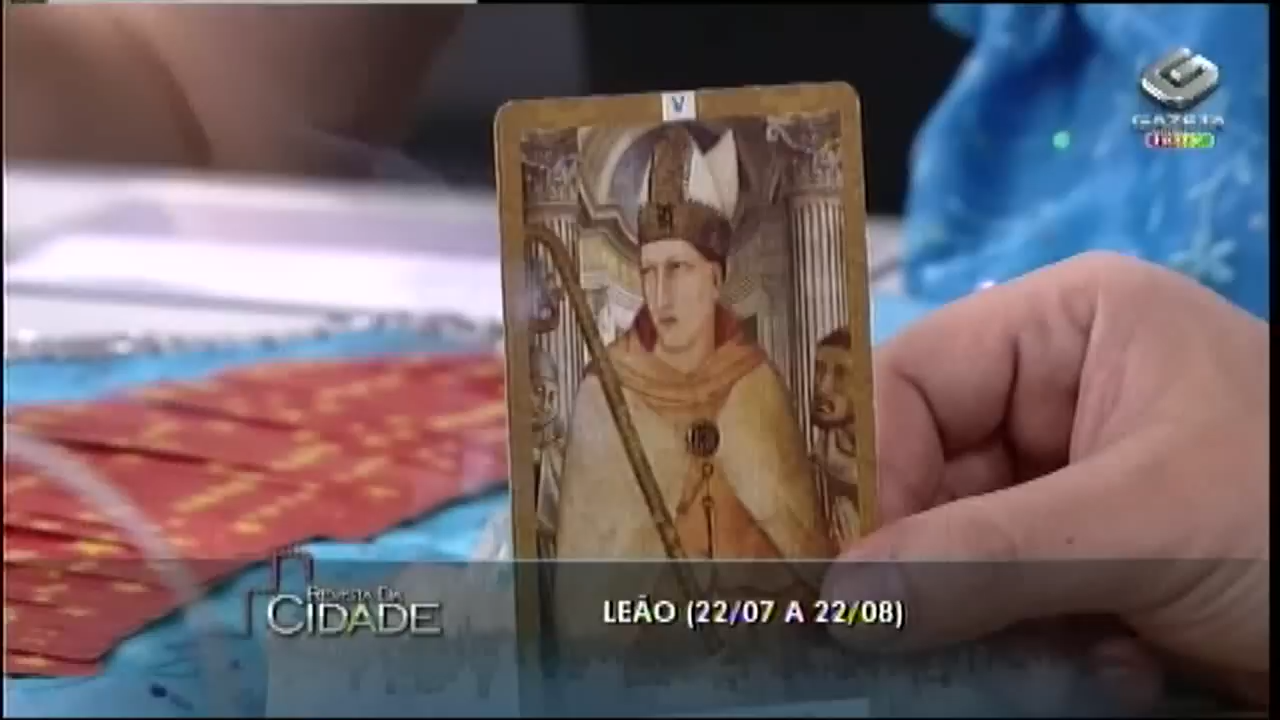 V
GAZETA
REVISTA DA
CIDADE
LEÃO (22/07 A 22/08)